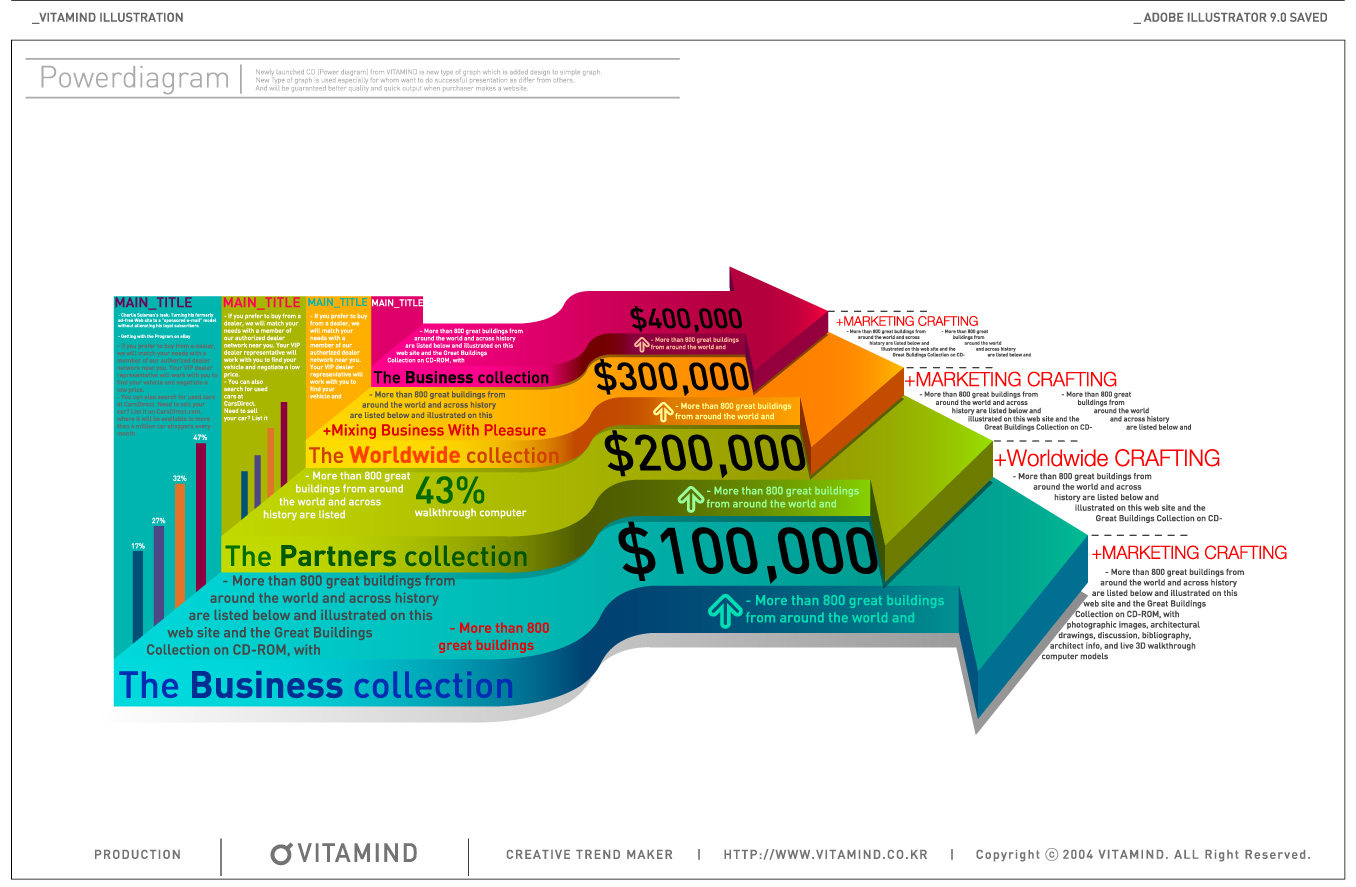 _VITAMIND ILLUSTRATION
_ ADOBE ILLUSTRATOR 9.0 SAVED
Powerdiagram
Newly launched CD (Power diagram) from VITAMIND is new type of graph which is added design to simple graph.
New Type of graph is used especially for whom want to do successful presentation as differ from others.
And will be guaranteed better quality and quick output when purchaser makes a website.
MAIN_TITLE
- Charlie Sulemen's task: Turning his formerly
ad-free Web site to a "sponsored e-mail" model
without alienating his loyal subscribers
- Getting with the Program on eBay
- If you prefer to buy from a dealer,
we will match your needs with a
member of our authorized dealer
network near you. Your VIP dealer
representative will work with you to
find your vehicle and negotiate a
low price.
- You can also search for used cars
at CarsDirect. Need to sell your
car? List it on CarsDirect.com,
where it will be available to more
than 4 million car shoppers every
month
17%
27%
32%
47%
MAIN_TITLE
- If you prefer to buy from a
dealer, we will match your
needs with a member of
our authorized dealer
network near you. Your VIP
dealer representative will
work with you to find your
vehicle and negotiate a low
price.
- You can also
search for used
cars at
CarsDirect.
Need to sell
your car? List it
MAIN_TITLE
- If you prefer to buy
from a dealer, we
will match your
needs with a
member of our
authorized dealer
network near you.
Your VIP dealer
representative will
work with you to
find your
vehicle and
MAIN_TITLE
- More than 800 great buildings from
around the world and across history
are listed below and illustrated on this
web site and the Great Buildings
Collection on CD-ROM, with
The Business collection
$400,000
- More than 800 great buildings
from around the world and
+MARKETING CRAFTING
- More than 800 great buildings from
around the world and across
history are listed below and
illustrated on this web site and the
Great Buildings Collection on CD-
- More than 800 great
buildings from
around the world
and across history
are listed below and
- More than 800 great buildings from
around the world and across history
are listed below and illustrated on this
+Mixing Business With Pleasure
The Worldwide collection
$300,000
- More than 800 great buildings
from around the world and
+MARKETING CRAFTING
- More than 800 great buildings from
around the world and across
history are listed below and
illustrated on this web site and the
Great Buildings Collection on CD-
- More than 800 great
buildings from
around the world
and across history
are listed below and
- More than 800 great
buildings from around
the world and across
history are listed
43%
walkthrough computer
The Partners collection
$200,000
- More than 800 great buildings
from around the world and
+Worldwide CRAFTING
- More than 800 great buildings from
around the world and across
history are listed below and
illustrated on this web site and the
Great Buildings Collection on CD-
- More than 800 great buildings from
around the world and across history
are listed below and illustrated on this
web site and the Great Buildings
Collection on CD-ROM, with
- More than 800
great buildings
The Business collection
$100,000
- More than 800 great buildings
from around the world and
+MARKETING CRAFTING
- More than 800 great buildings from
around the world and across history
are listed below and illustrated on this
web site and the Great Buildings
Collection on CD-ROM, with
photographic images, architectural
drawings, discussion, bibliography,
architect info, and live 3D walkthrough
computer models
PRODUCTION
VITAMIND
CREATIVE TREND MAKER | HTTP://WWW.VITAMIND.CO.KR | Copyright ⓒ 2004 VITAMIND. ALL Right Reserved.